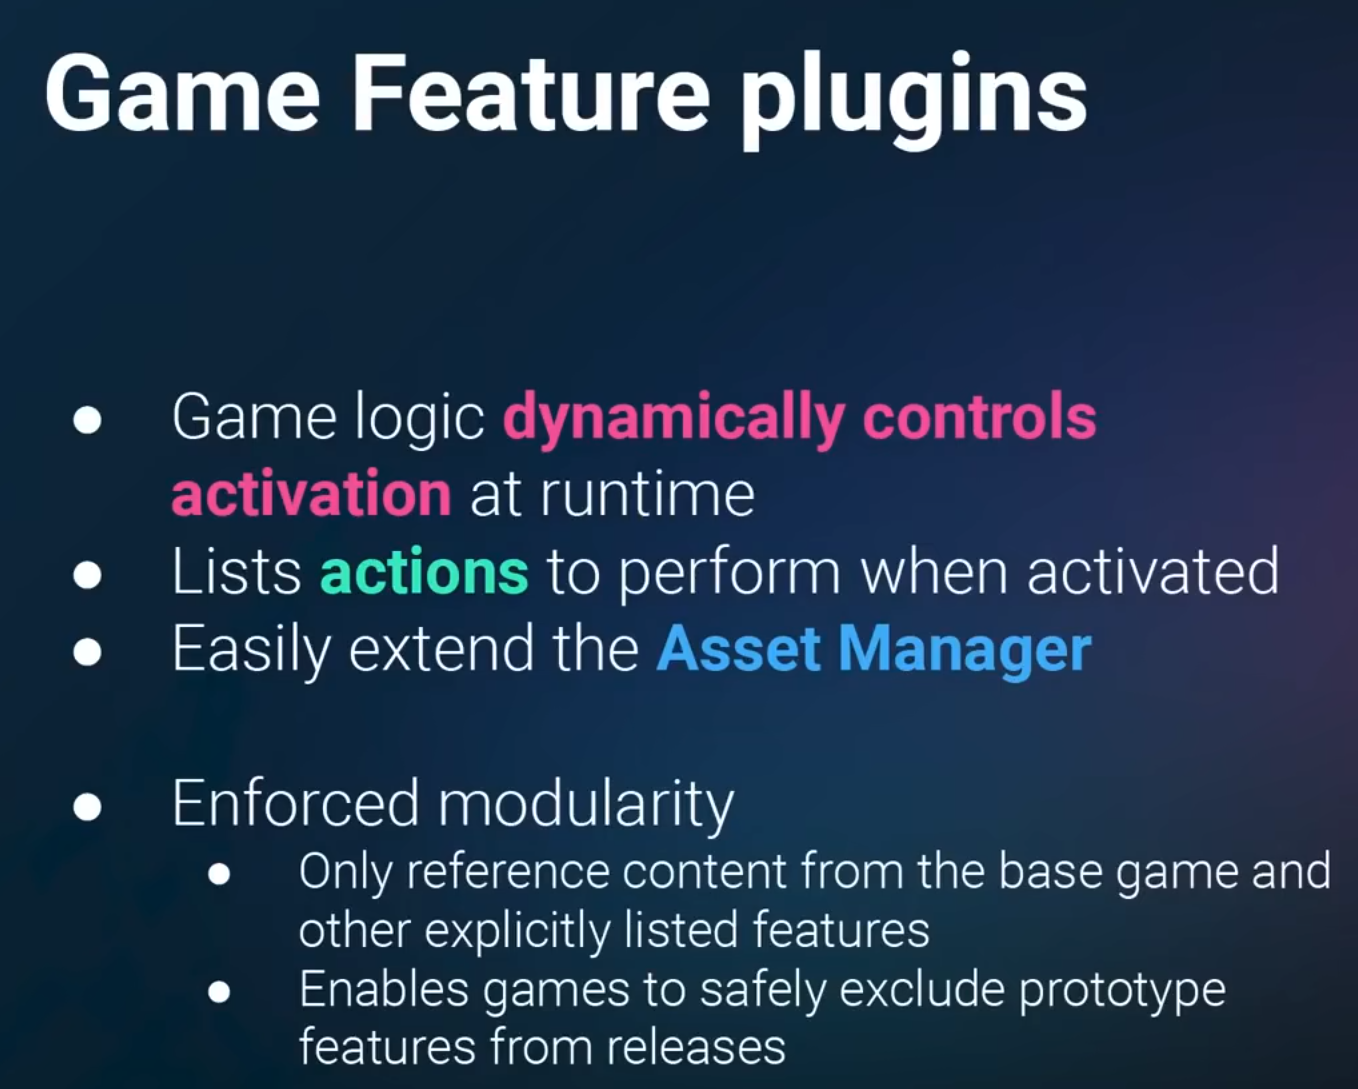 Game Feature plugins
● Game logic dynamically controls
activation at runtime
● Lists actions to perform when activated
● Easily extend the Asset Manager
● Enforced modularity
● Only reference content from the base game and
other explicitly listed features
● Enables games to safely exclude prototype
features from releases